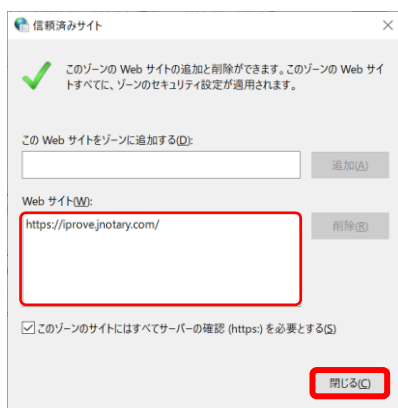 信頼済みサイト
このゾーンの Web サイトの追加と削除ができます。このゾーンの Web サイ
トすべてに、ゾーンのセキュリティ設定が適用されます。
この Web サイトをゾーンに追加する(D):
追加(A)
Web サイト(W):
https://iprove.jnotary.com/
削除(R)
このゾーンのサイトにはすべてサーバーの確認 (https:) を必要とする(S)
閉じる(C)